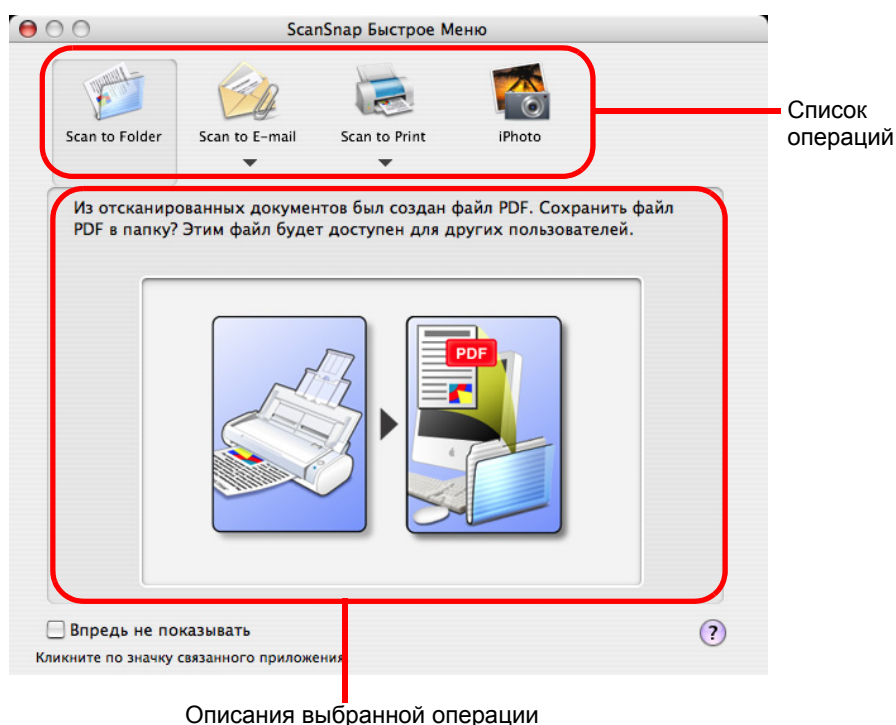 ScanSnap Быстрое Меню
Scan to Folder
Scan to E-mail
Scan to Print
iPhoto
Список
операций
Из отсканированных документов был создан файл PDF. Сохранить файл
PDF в папку? Этим файл будет доступен для других пользователей.
PDF
Впредь не показывать
?
Кликните по значку связанного приложения
Описания выбранной операции